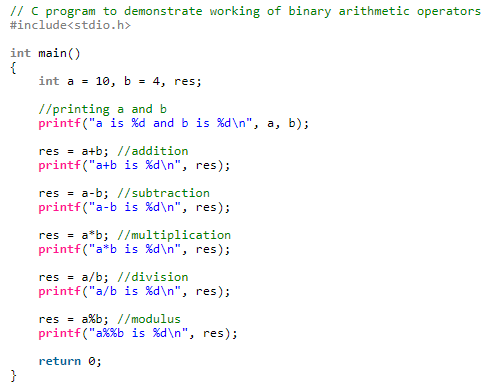 // C program to demonstrate working of binary arithmetic operators
#include<stdio.h>
int main()
{
int a = 10, b = 4, res;
//printing a and b
printf("a is %d and b is %d\n", a, b);
res = a+b; //addition
printf("a+b is %d\n", res);
res = a-b; //subtraction
printf("a-b is %d\n", res);
res = a*b; //multiplication
printf("a*b is %d\n", res);
res = a/b; //division
printf("a/b is %d\n", res);
res = a%b; //modulus
printf("a%%b is %d\n", res);
return 0;
}